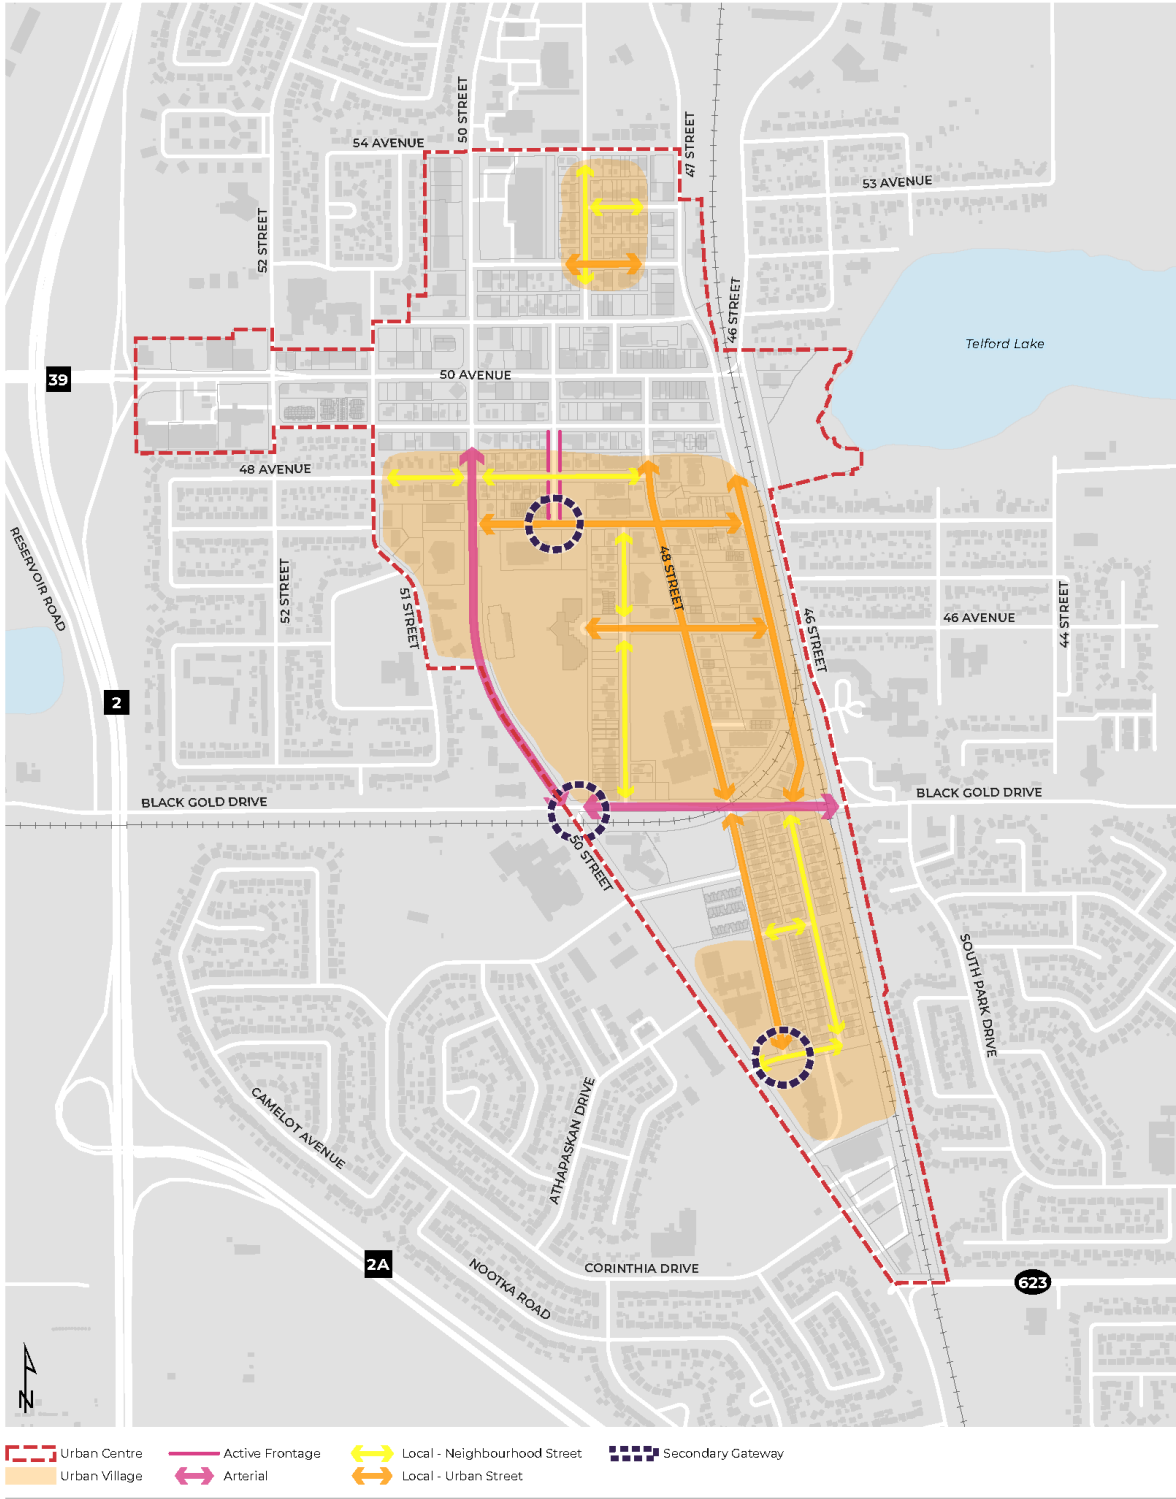 50 STREET
47 STREET
54 AVENUE
53 AVENUE
52 STREET
46 STREET
Telford Lake
39
50 AVENUE
48 AVENUE
RESERVOIR ROAD
52 STREET
51 STREET
48 STREET
46 STREET
46 AVENUE
44 STREET
2
BLACK GOLD DRIVE
BLACK GOLD DRIVE
50 STREET
SOUTH PARK DRIVE
CAMELOT AVENUE
ATHAPASKAN DRIVE
2A
NOOTKA ROAD
CORINTHIA DRIVE
623
N
Urban Centre
Active Frontage
Local - Neighbourhood Street
Secondary Gateway
Urban Village
Arterial
Local - Urban Street